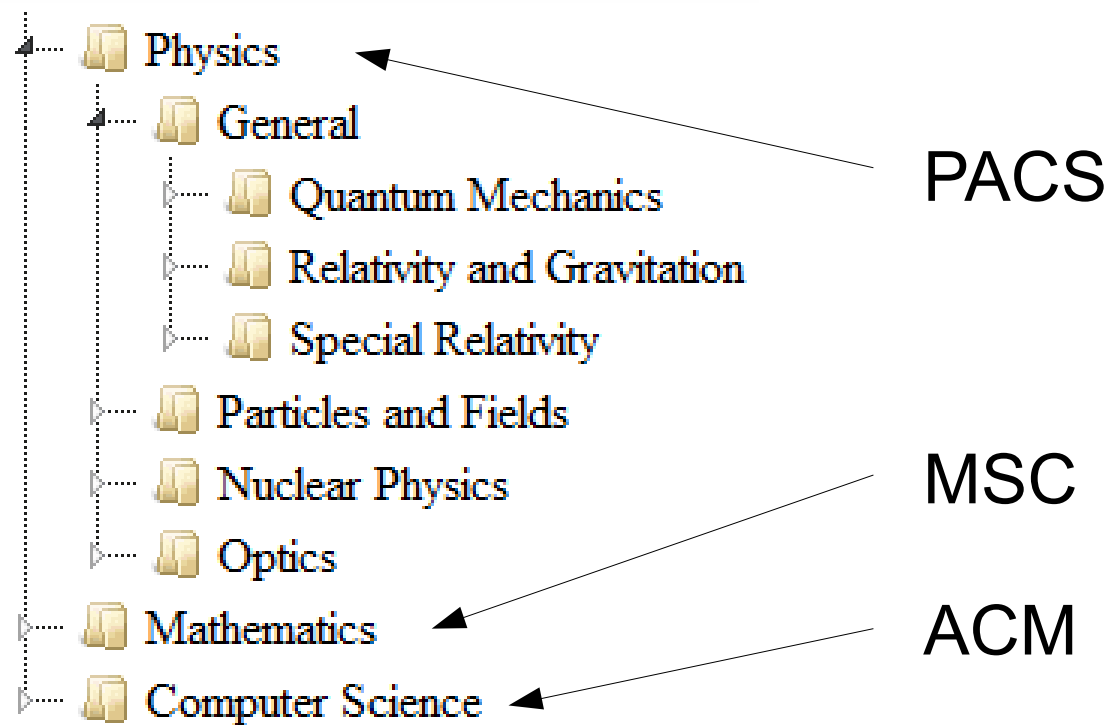 Physics
General
Quantum Mechanics
Relativity and Gravitation
Special Relativity
Particles and Fields
Nuclear Physics
Optics
Mathematics
Computer Science
PACS
MSC
ACM